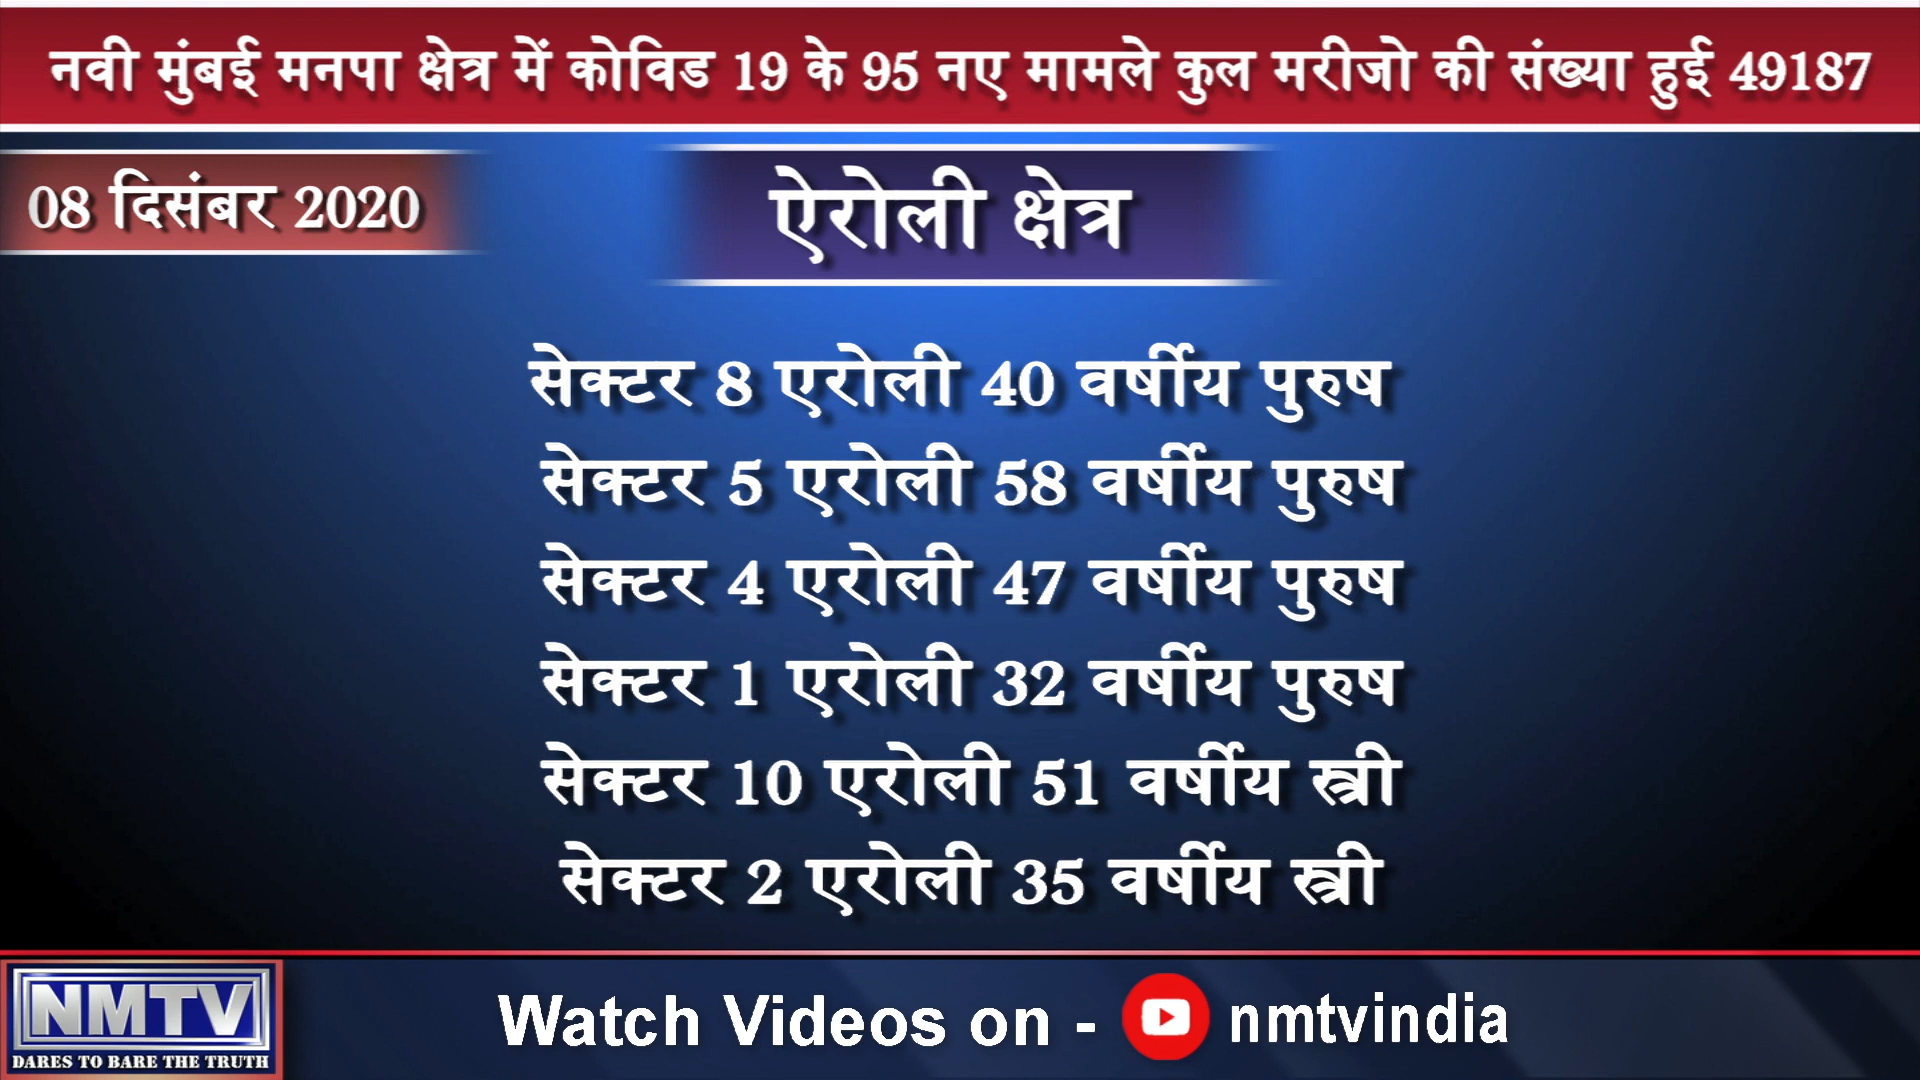 नवी मुंबई मनपा क्षेत्र में कोविड 19 के 95 नए मामले कुल मरीजो की संख्या हुई 49187
08 दिसंबर 2020
ऐरोली क्षेत्र
सेक्टर 8 एरोली 40 वर्षीय पुरुष
सेक्टर 5 एरोली 58 वर्षीय पुरुष
सेक्टर 4 एरोली 47 वर्षीय पुरुष
सेक्टर 1 एरोली 32 वर्षीय पुरुष
सेक्टर 10 एरोली 51 वर्षीय स्त्री
सेक्टर 2 एरोली 35 वर्षीय स्त्री
NMTV
DARES TO BARE THE TRUTH
Watch Videos on - nmtvindia